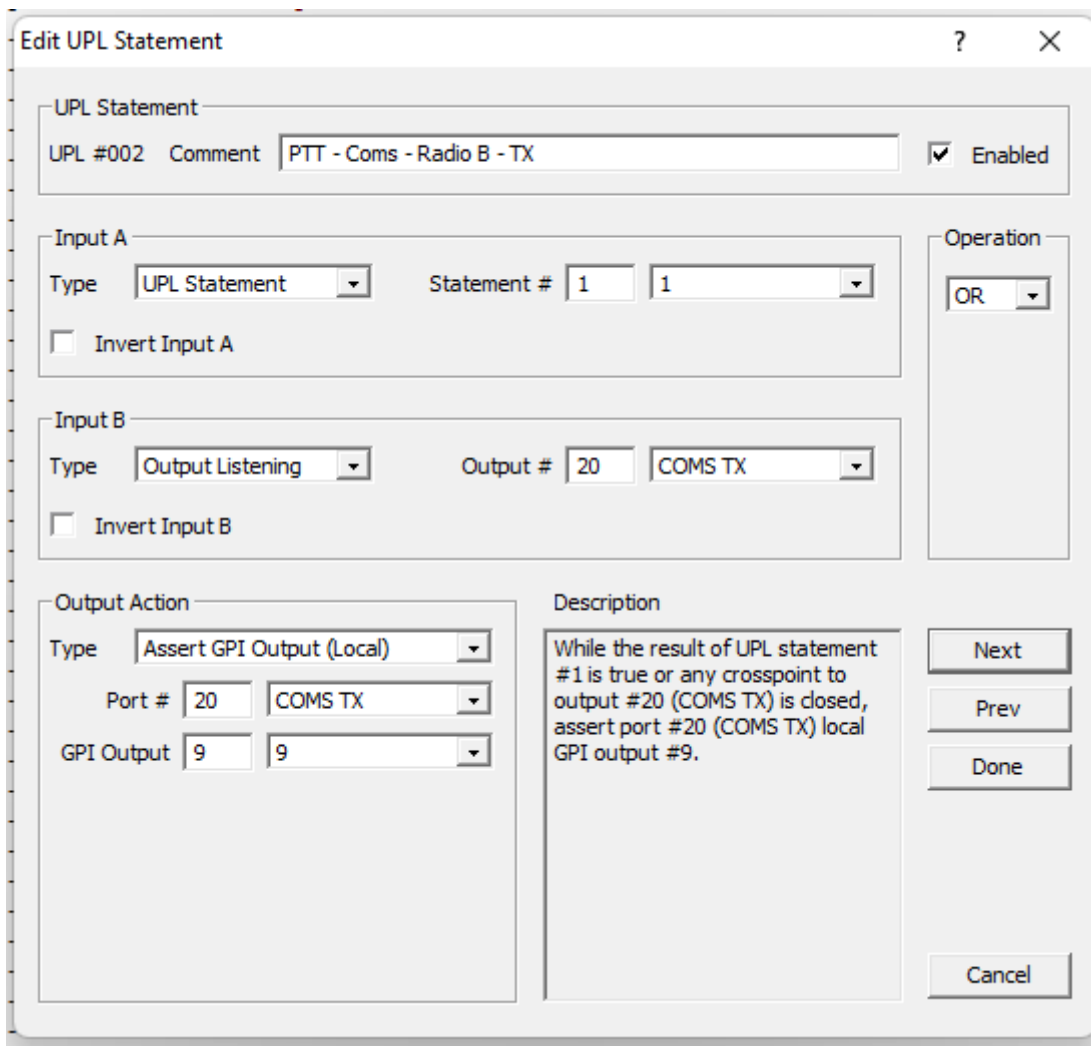 Edit UPL Statement ? ×
UPL Statement
UPL #002 Comment PTT - Coms - Radio B - TX Enabled
Input A
Type UPL Statement Statement # 1 1
Invert Input A
Operation
OR
Input B
Type Output Listening Output # 20 COMS TX
Invert Input B
Output Action
Type Assert GPI Output (Local)
Port # 20 COMS TX
GPI Output 9 9
Description
While the result of UPL statement
#1 is true or any crosspoint to
output #20 (COMS TX) is closed,
assert port #20 (COMS TX) local
GPI output #9.
Next
Prev
Done
Cancel